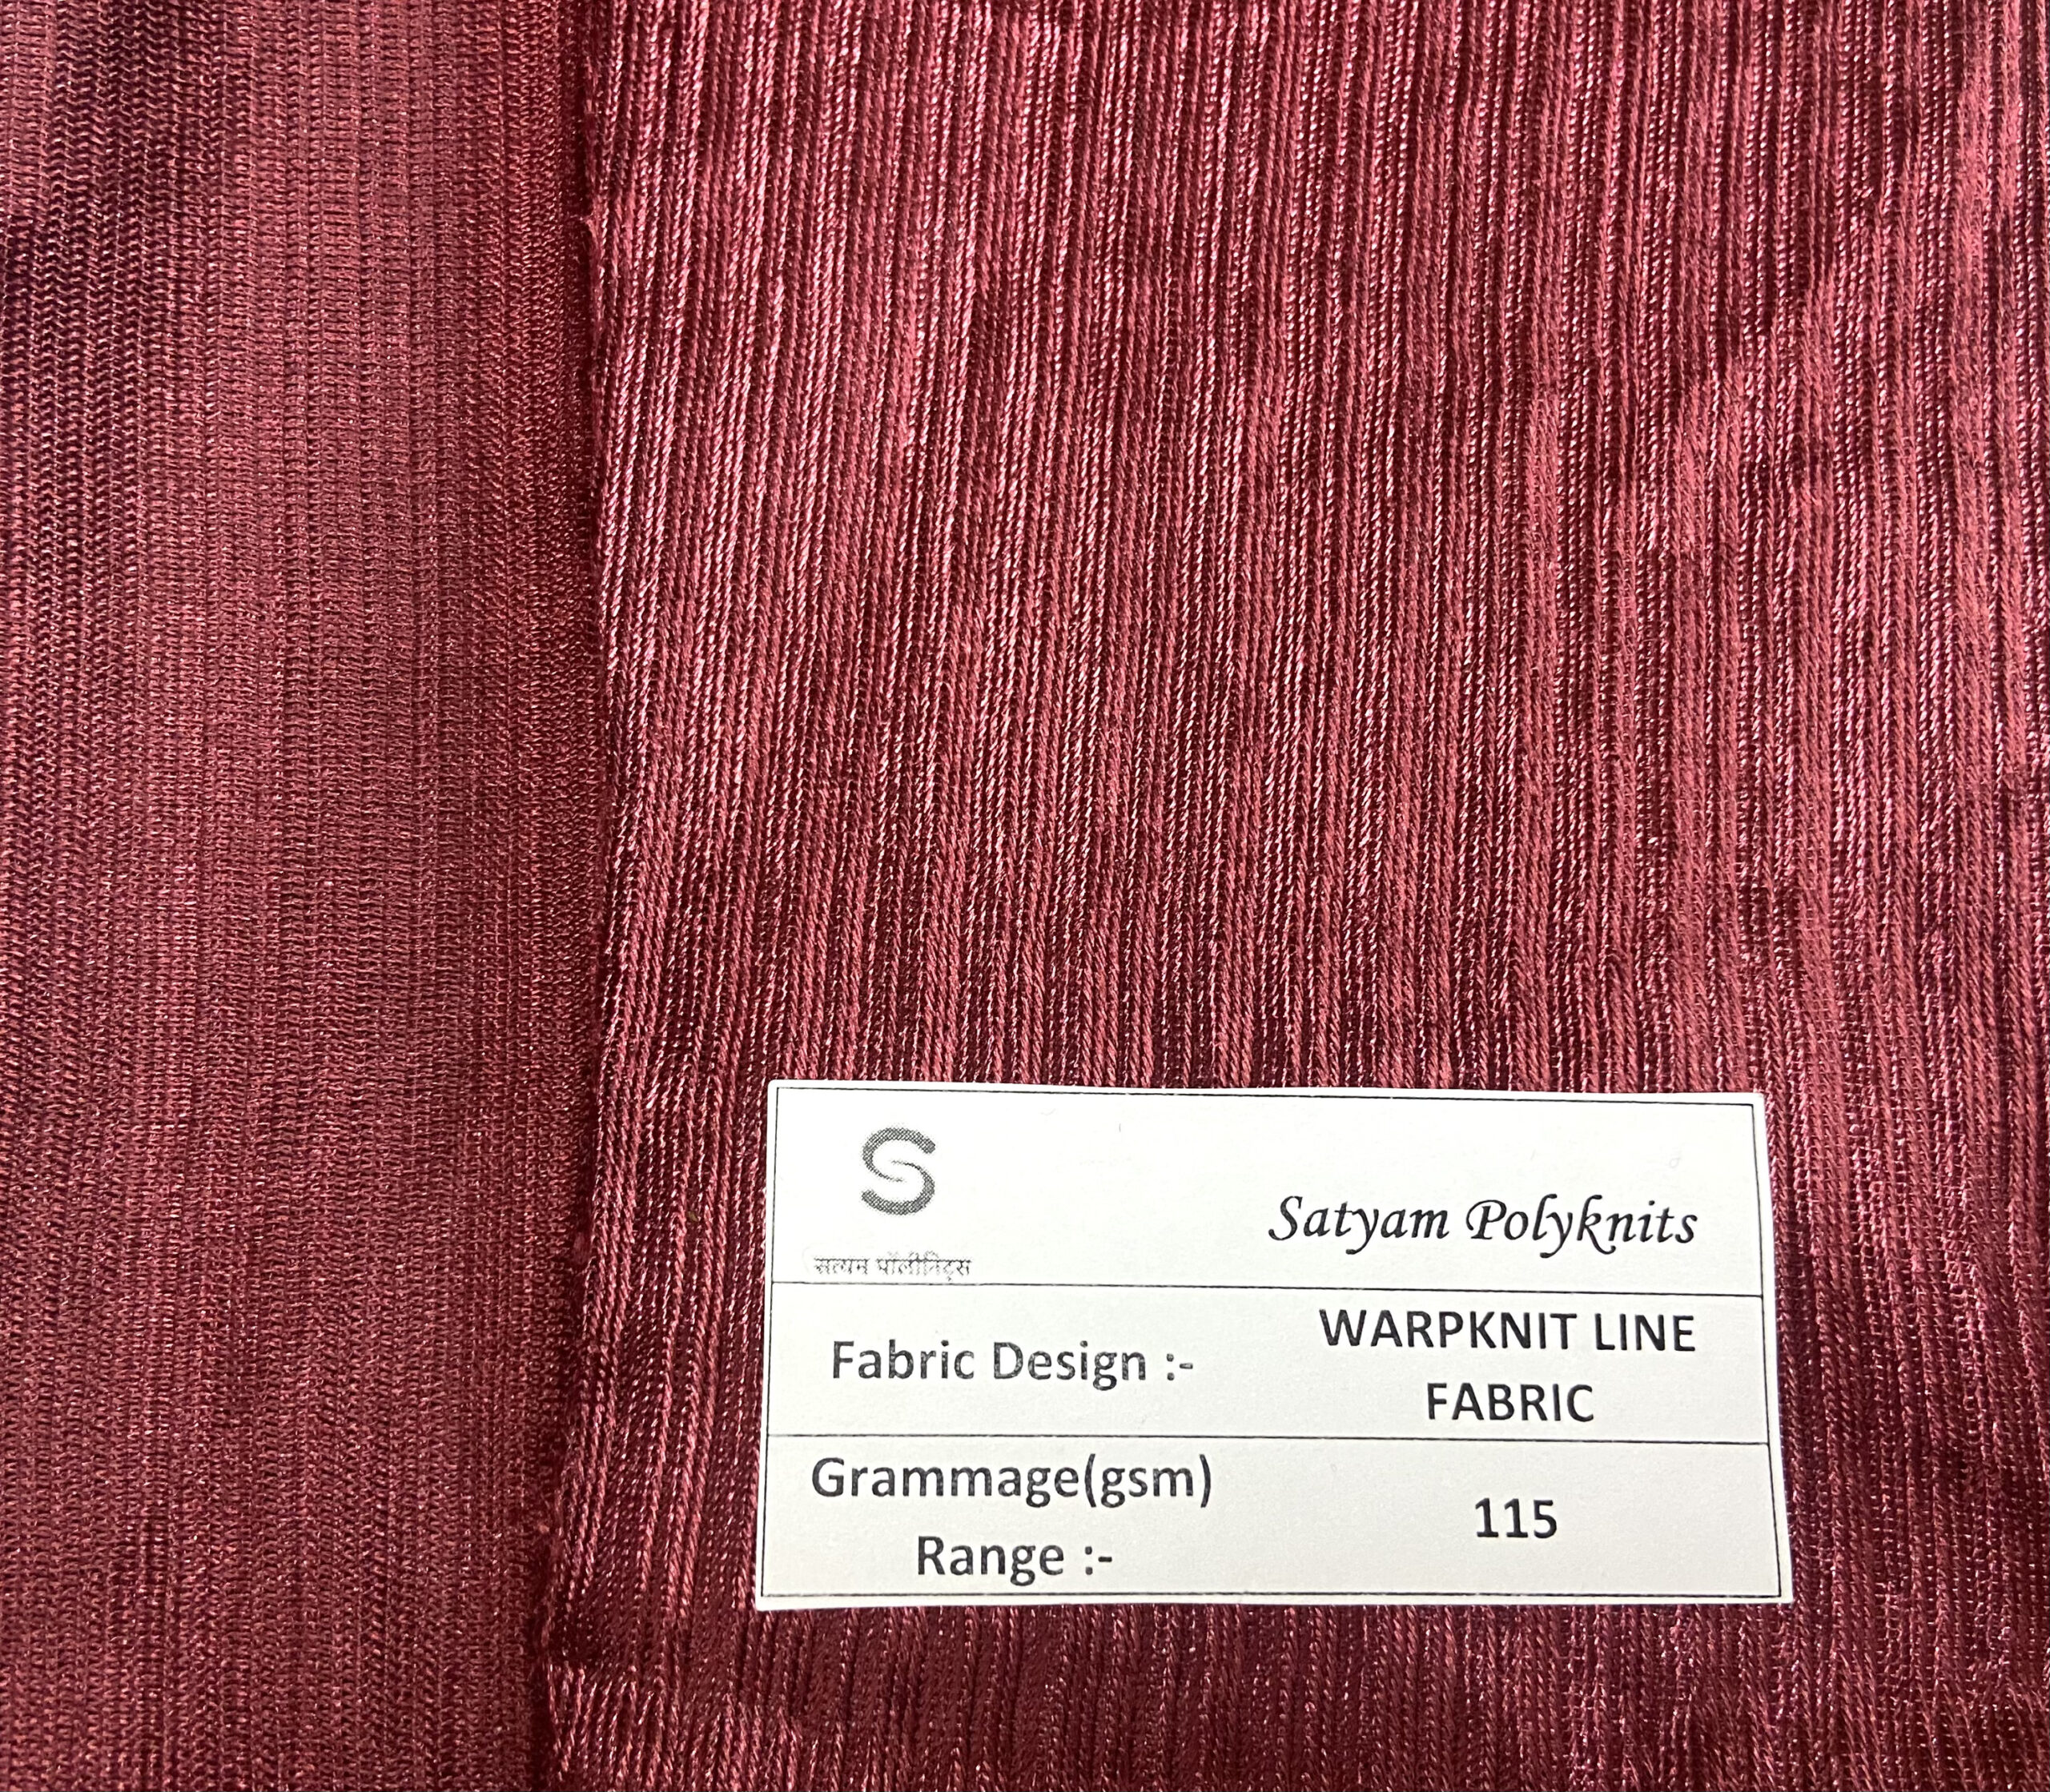 S
Satyam Polyknits
सत्यम पॉलीनिट्स
Fabric Design :-
WARPKNIT LINE
FABRIC
Grammage(gsm)
Range :-
115